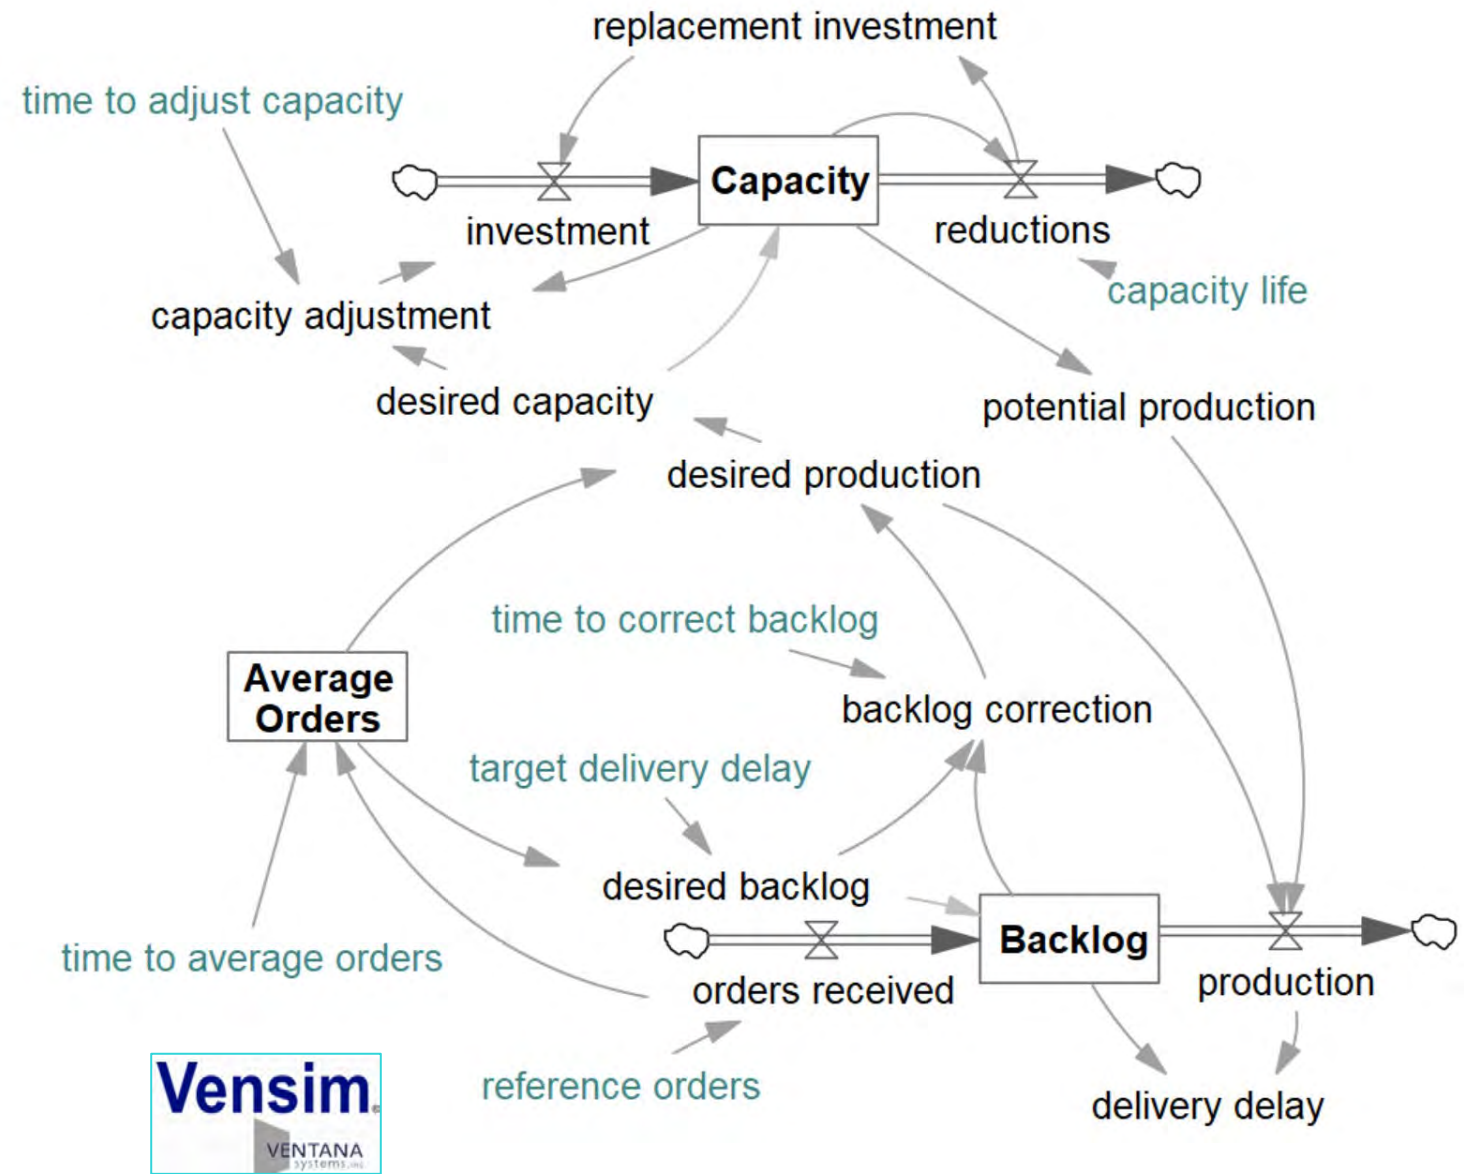 replacement investment
time to adjust capacity
Capacity
investment
reductions
capacity life
capacity adjustment
desired capacity
potential production
desired production
time to correct backlog
Average
Orders
backlog correction
target delivery delay
desired backlog
Backlog
time to average orders
orders received
production
reference orders
delivery delay
Vensim®
VENTANA
systems, inc.